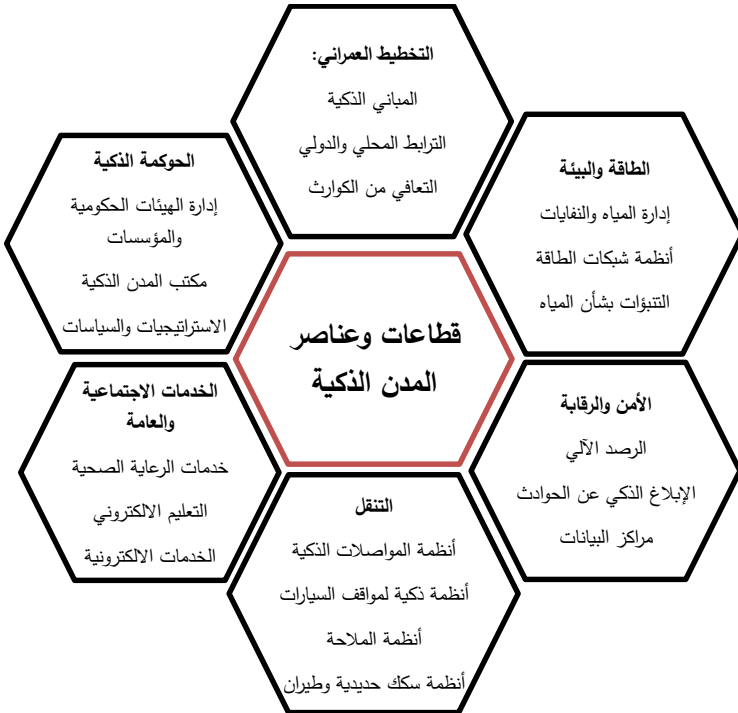 التخطيط العمراني:
المباني الذكية
الترابط المحلي والدولي
التعافي من الكوارث
الطاقة والبيئة
إدارة المياه والنفايات
أنظمة شبكات الطاقة
التنبؤات بشأن المياه
الحوكمة الذكية
إدارة الهيئات الحكومية
والمؤسسات
مكتب المدن الذكية
الاستراتيجيات والسياسات
قطاعات وعناصر
المدن الذكية
الأمن والرقابة
الرصد الآلي
الإبلاغ الذكي عن الحوادث
مراكز البيانات
الخدمات الاجتماعية
والعامة
خدمات الرعاية الصحية
التعليم الالكتروني
الخدمات الالكترونية
التنقل
أنظمة المواصلات الذكية
أنظمة ذكية لمواقف السيارات
أنظمة الملاحة
أنظمة سكك حديدية وطيران